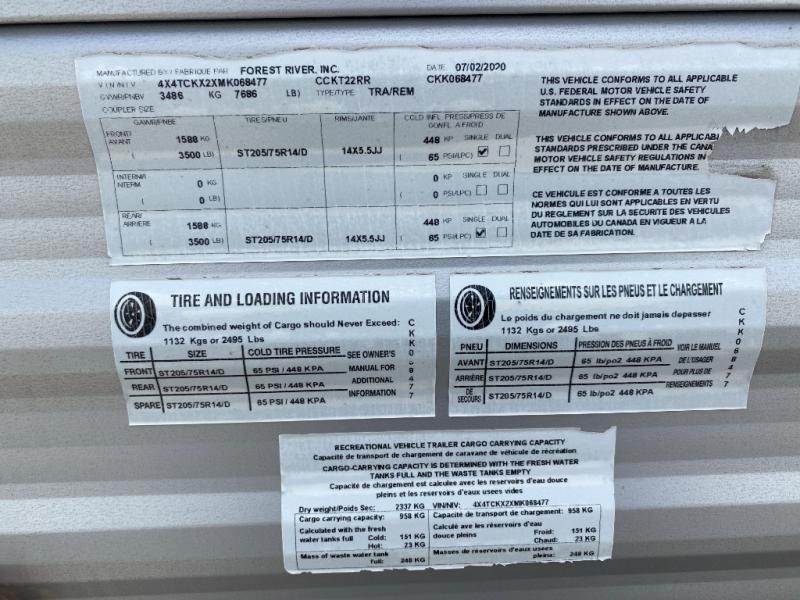 MANUFACTURED BY / FABRIQUE PAR FOREST RIVER, INC. DATE 07/02/2020
V I N / N I V 4X4TCKX2XMK068477 CCKT22RR CKK068477
GVWR/PNBV 3486 KG 7686 LB) TYPE/TYPE TRA/REM
COUPLER SIZE
GAWR/PNBE TIRES/PNEU RIMS/JANTE COLD INFL PRESS/PRESS DE GONFL A FROID
FRONT/ AVANT 1588 KG 448 KP SINGLE DUAL
( 3500 LB) ST205/75R14/D 14X5.5JJ ( 65 PSI/LPC)
INTERM/ INTERM 0 KG 0 KP SINGLE DUAL
( 0 LB) ( 0 PSI/LPC)
REAR/ ARRIÈRE 1588 KG 448 KP SINGLE DUAL
( 3500 LB) ST205/75R14/D 14X5.5JJ ( 65 PSI/LPC)
THIS VEHICLE CONFORMS TO ALL APPLICABLE
U.S. FEDERAL MOTOR VEHICLE SAFETY
STANDARDS IN EFFECT ON THE DATE OF
MANUFACTURE SHOWN ABOVE.
THIS VEHICLE CONFORMS TO ALL APPLICAB
STANDARDS PRESCRIBED UNDER THE CANA
MOTOR VEHICLE SAFETY REGULATIONS IN
EFFECT ON THE DATE OF MANUFACTURE.
CE VEHICULE EST CONFORME A TOUTES LES
NORMES QUI LUI SONT APPLICABLES EN VERTU
DU REGLEMENT SUR LA SECURITE DES VEHICULES
AUTOMOBILES DU CANADA EN VIGUEUR A LA
DATE DE SA FABRICATION.
TIRE AND LOADING INFORMATION
The combined weight of Cargo should Never Exceed:
1132 Kgs or 2495 Lbs
TIRE SIZE COLD TIRE PRESSURE
FRONT ST205/75R14/D 65 PSI / 448 KPA
REAR ST205/75R14/D 65 PSI / 448 KPA
SPARE ST205/75R14/D 65 PSI / 448 KPA
SEE OWNER'S
MANUAL FOR
ADDITIONAL
INFORMATION
CKK068477
RENSEIGNEMENTS SUR LES PNEUS ET LE CHARGEMENT
Le poids du chargement ne doit jamais depasser
1132 Kgs or 2495 Lbs
PNEU DIMENSIONS PRESSION DES PNEUS À FROID
AVANT ST205/75R14/D 65 lb/po2 448 KPA
ARRIÈRE ST205/75R14/D 65 lb/po2 448 KPA
DE SECOURS ST205/75R14/D 65 lb/po2 448 KPA
VOIR LE MANUEL
DE L'USAGER
POUR PLUS DE
RENSEIGNEMENTS
CKK068477
RECREATIONAL VEHICLE TRAILER CARGO CARRYING CAPACITY
Capacité de transport de chargement de caravane de véhicule de récréation
CARGO-CARRYING CAPACITY IS DETERMINED WITH THE FRESH WATER
TANKS FULL AND THE WASTE TANKS EMPTY
Capacité de chargement est calculee avec les reservoirs d'eau douce
pleins et les reservoirs d'eaux usees vides
Dry weight/Poids Sec: 2337 KG VIN/NIV: 4X4TCKX2XMK068477
Cargo carrying capacity: 958 KG Capacité de transport de chargement: 958 KG
Calculated with the fresh Calculé ave les réservoirs d'eau
water tanks full Cold: 151 KG douce pleins Froid: 151 KG
Hot: 23 KG Chaud: 23 KG
Mass of waste water tank Masses de réservoirs d'eaux usees
full: 248 KG pleins: 248 KG